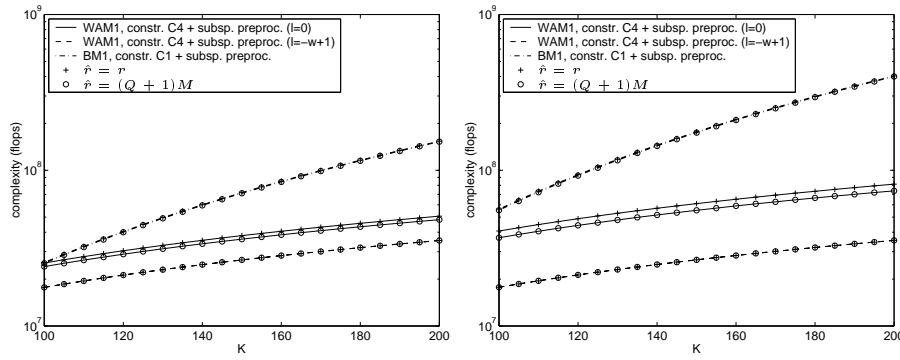 10^9
WAM1, constr. C4 + subsp. preproc. (l=0)
WAM1, constr. C4 + subsp. preproc. (l=−w+1)
BM1, constr. C1 + subsp. preproc.
r̂ = r
r̂ = (Q + 1)M
complexity (flops)
10^8
10^7
100 120 140 160 180 200
K
10^9
WAM1, constr. C4 + subsp. preproc. (l=0)
WAM1, constr. C4 + subsp. preproc. (l=−w+1)
BM1, constr. C1 + subsp. preproc.
r̂ = r
r̂ = (Q + 1)M
complexity (flops)
10^8
10^7
100 120 140 160 180 200
K